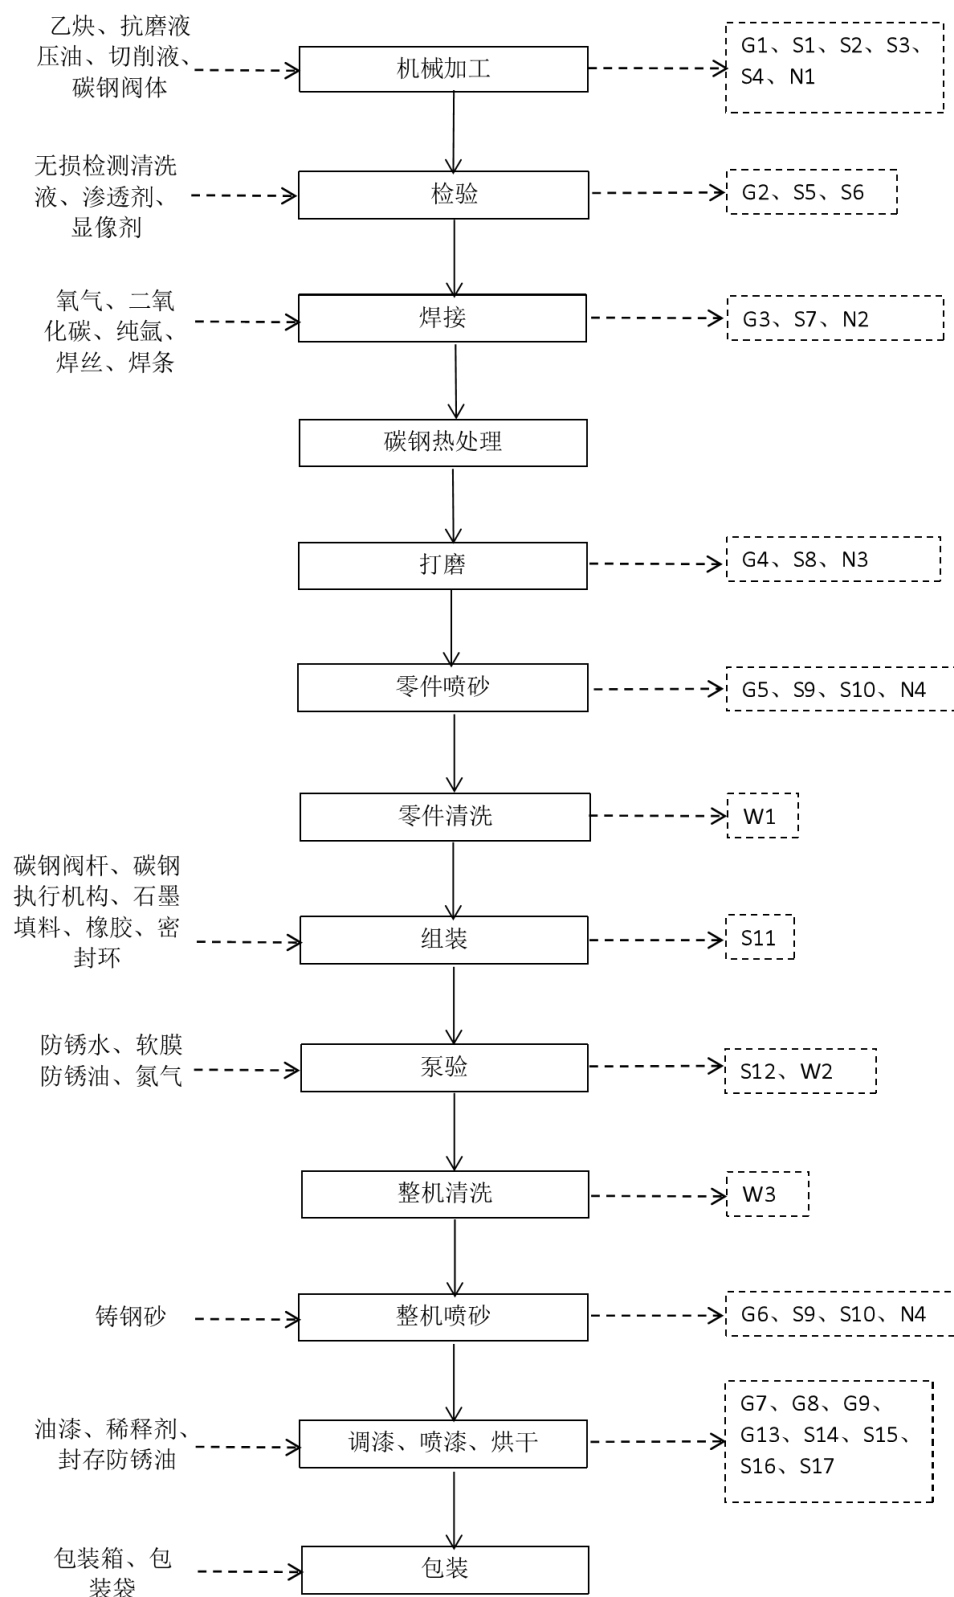 乙炔、抗磨液
压油、切削液、
碳钢阀体
机械加工
G1、S1、S2、S3、
S4、N1
无损检测清洗
液、渗透剂、
显像剂
检验
G2、S5、S6
氧气、二氧
化碳、纯氩、
焊丝、焊条
焊接
G3、S7、N2
碳钢热处理
打磨
G4、S8、N3
零件喷砂
G5、S9、S10、N4
零件清洗
W1
碳钢阀杆、碳钢
执行机构、石墨
填料、橡胶、密
封环
组装
S11
防锈水、软膜
防锈油、氮气
泵验
S12、W2
整机清洗
W3
铸钢砂
整机喷砂
G6、S9、S10、N4
油漆、稀释剂、
封存防锈油
调漆、喷漆、烘干
G7、G8、G9、
G13、S14、S15、
S16、S17
包装箱、包
装袋
包装